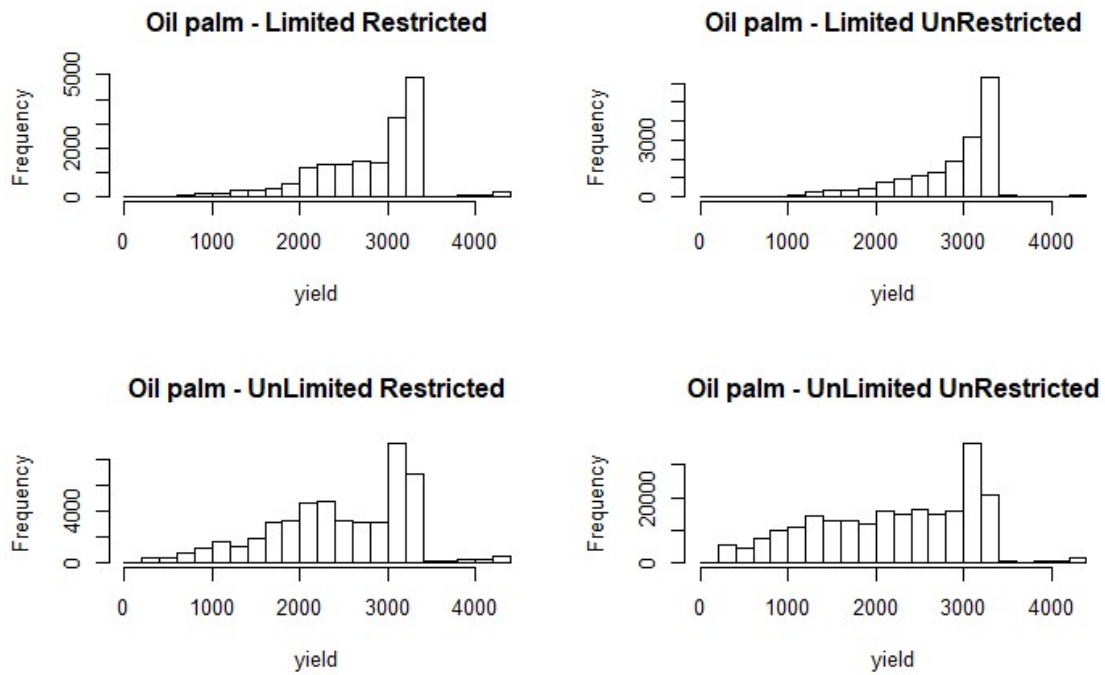 Oil palm - Limited Restricted
Frequency
0 2000 5000
0 1000 2000 3000 4000
yield
Oil palm - Limited UnRestricted
Frequency
0 3000
0 1000 2000 3000 4000
yield
Oil palm - UnLimited Restricted
Frequency
0 4000
0 1000 2000 3000 4000
yield
Oil palm - UnLimited UnRestricted
Frequency
0 20000
0 1000 2000 3000 4000
yield